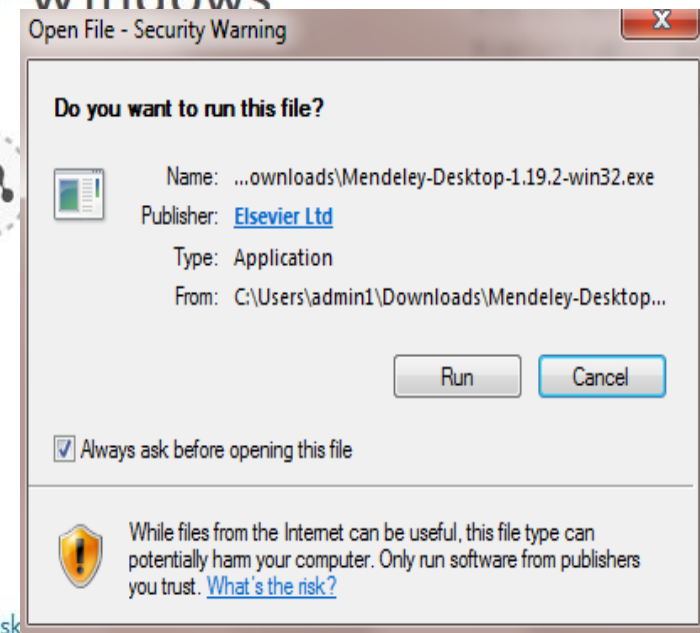 Windows
Open File - Security Warning
X
Do you want to run this file?
Name: ...ownloads\Mendeley-Desktop-1.19.2-win32.exe
Publisher: Elsevier Ltd
Type: Application
From: C:\Users\admin1\Downloads\Mendeley-Desktop...
Run Cancel
Always ask before opening this file
While files from the Internet can be useful, this file type can
potentially harm your computer. Only run software from publishers
you trust. What's the risk?
sk